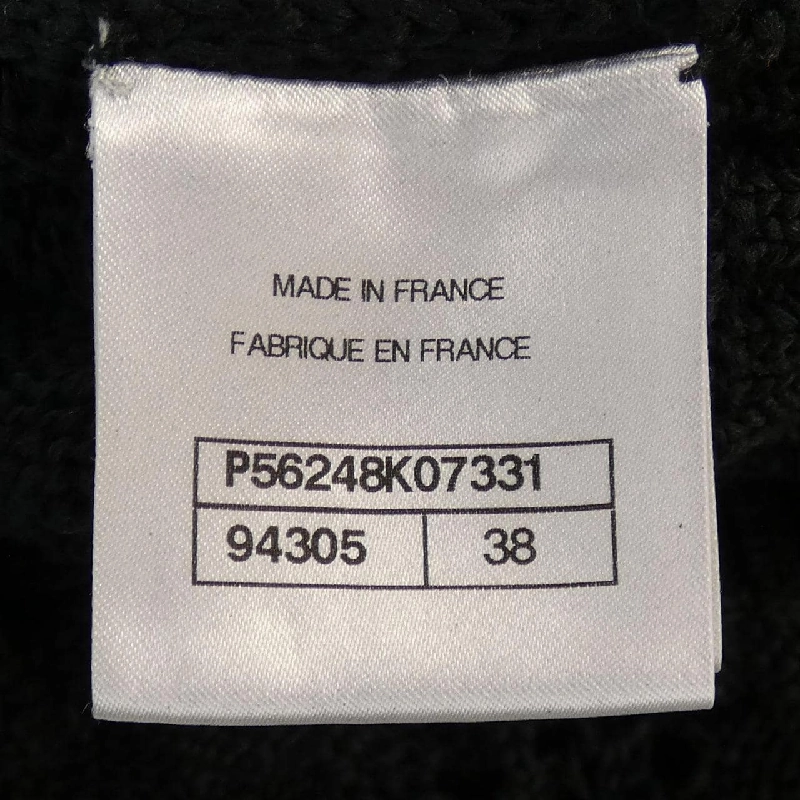 MADE IN FRANCE
FABRIQUE EN FRANCE
P56248K07331
94305 38